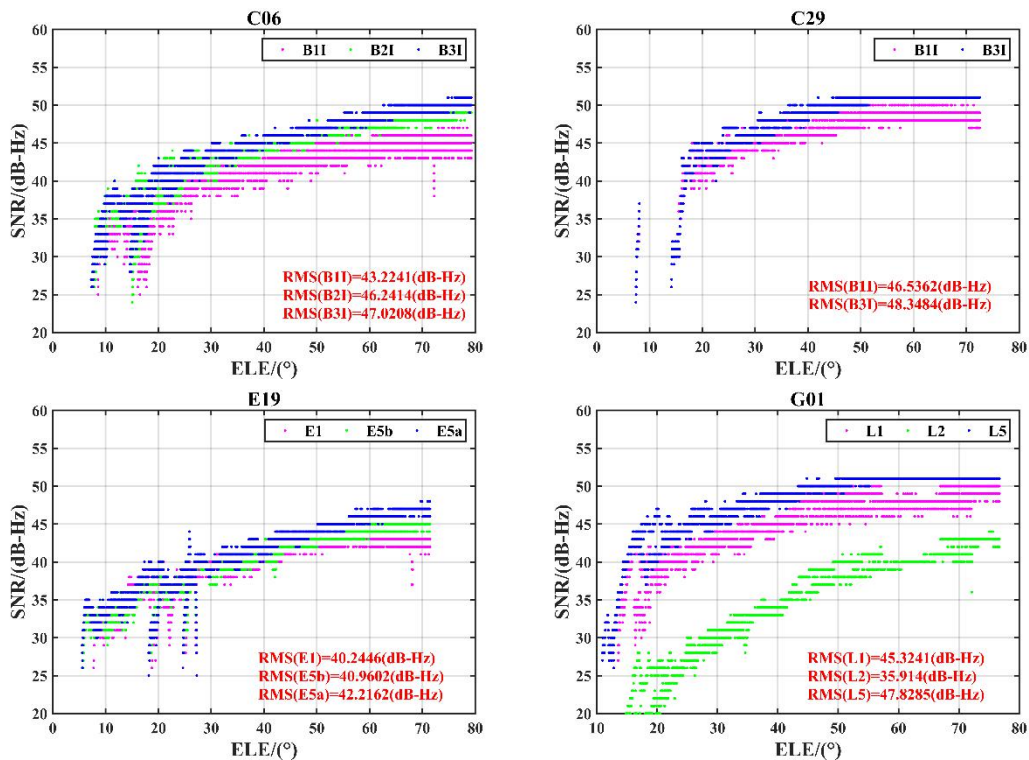 C06
SNR/(dB-Hz)
60
55
50
45
40
35
30
25
20
B1I B2I B3I
RMS(B1I)=43.2241(dB-Hz)
RMS(B2I)=46.2414(dB-Hz)
RMS(B3I)=47.0208(dB-Hz)
0 10 20 30 40 50 60 70 80
ELE/(°)
C29
SNR/(dB-Hz)
60
55
50
45
40
35
30
25
20
B1I B3I
RMS(B1I)=46.5362(dB-Hz)
RMS(B3I)=48.3484(dB-Hz)
0 10 20 30 40 50 60 70 80
ELE/(°)
E19
SNR/(dB-Hz)
60
55
50
45
40
35
30
25
20
E1 E5b E5a
RMS(E1)=40.2446(dB-Hz)
RMS(E5b)=40.9602(dB-Hz)
RMS(E5a)=42.2162(dB-Hz)
0 10 20 30 40 50 60 70 80
ELE/(°)
G01
SNR/(dB-Hz)
60
55
50
45
40
35
30
25
20
L1 L2 L5
RMS(L1)=45.3241(dB-Hz)
RMS(L2)=35.914(dB-Hz)
RMS(L5)=47.8285(dB-Hz)
10 20 30 40 50 60 70 80
ELE/(°)